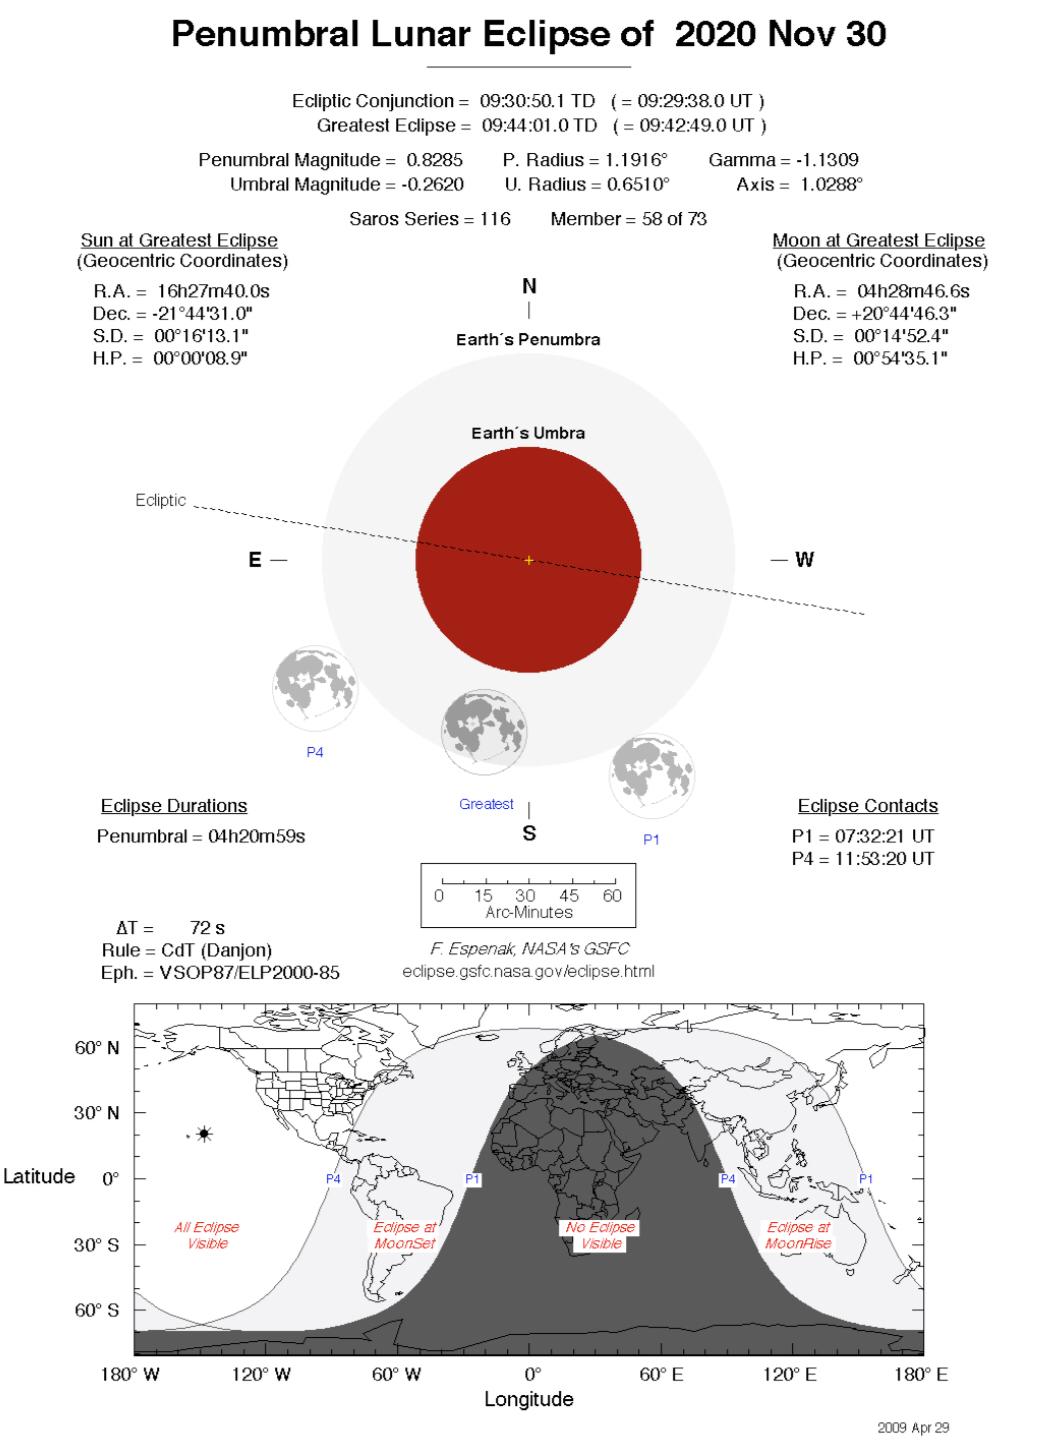 Penumbral Lunar Eclipse of  2020 Nov 30
Ecliptic Conjunction =  09:30:50.1 TD   ( = 09:29:38.0 UT )
Greatest Eclipse =  09:44:01.0 TD   ( = 09:42:49.0 UT )
Penumbral Magnitude =  0.8285   P. Radius = 1.1916°   Gamma = -1.1309
Umbral Magnitude = -0.2620   U. Radius = 0.6510°   Axis =  1.0288°
Saros Series = 116   Member = 58 of 73
Sun at Greatest Eclipse
(Geocentric Coordinates)
R.A. =  16h27m40.0s
Dec. = -21°44'31.0"
S.D. =  00°16'13.1"
H.P. =  00°00'08.9"
Moon at Greatest Eclipse
(Geocentric Coordinates)
R.A. =  04h28m46.6s
Dec. = +20°44'46.3"
S.D. =  00°14'52.4"
H.P. =  00°54'35.1"
N
Earth´s Penumbra
Earth´s Umbra
Ecliptic
E
W
P4
Greatest
P1
S
Eclipse Durations
Penumbral = 04h20m59s
Eclipse Contacts
P1 = 07:32:21 UT
P4 = 11:53:20 UT
0 15 30 45 60
Arc-Minutes
ΔT =   72 s
Rule = CdT (Danjon)
Eph. = VSOP87/ELP2000-85
F. Espenak, NASA's GSFC
eclipse.gsfc.nasa.gov/eclipse.html
60° N
30° N
Latitude
0°
30° S
60° S
P4
P1
P4
P1
All Eclipse
Visible
Eclipse at
MoonSet
No Eclipse
Visible
Eclipse at
MoonRise
180° W 120° W 60° W 0° 60° E 120° E 180° E
Longitude
2009 Apr 29